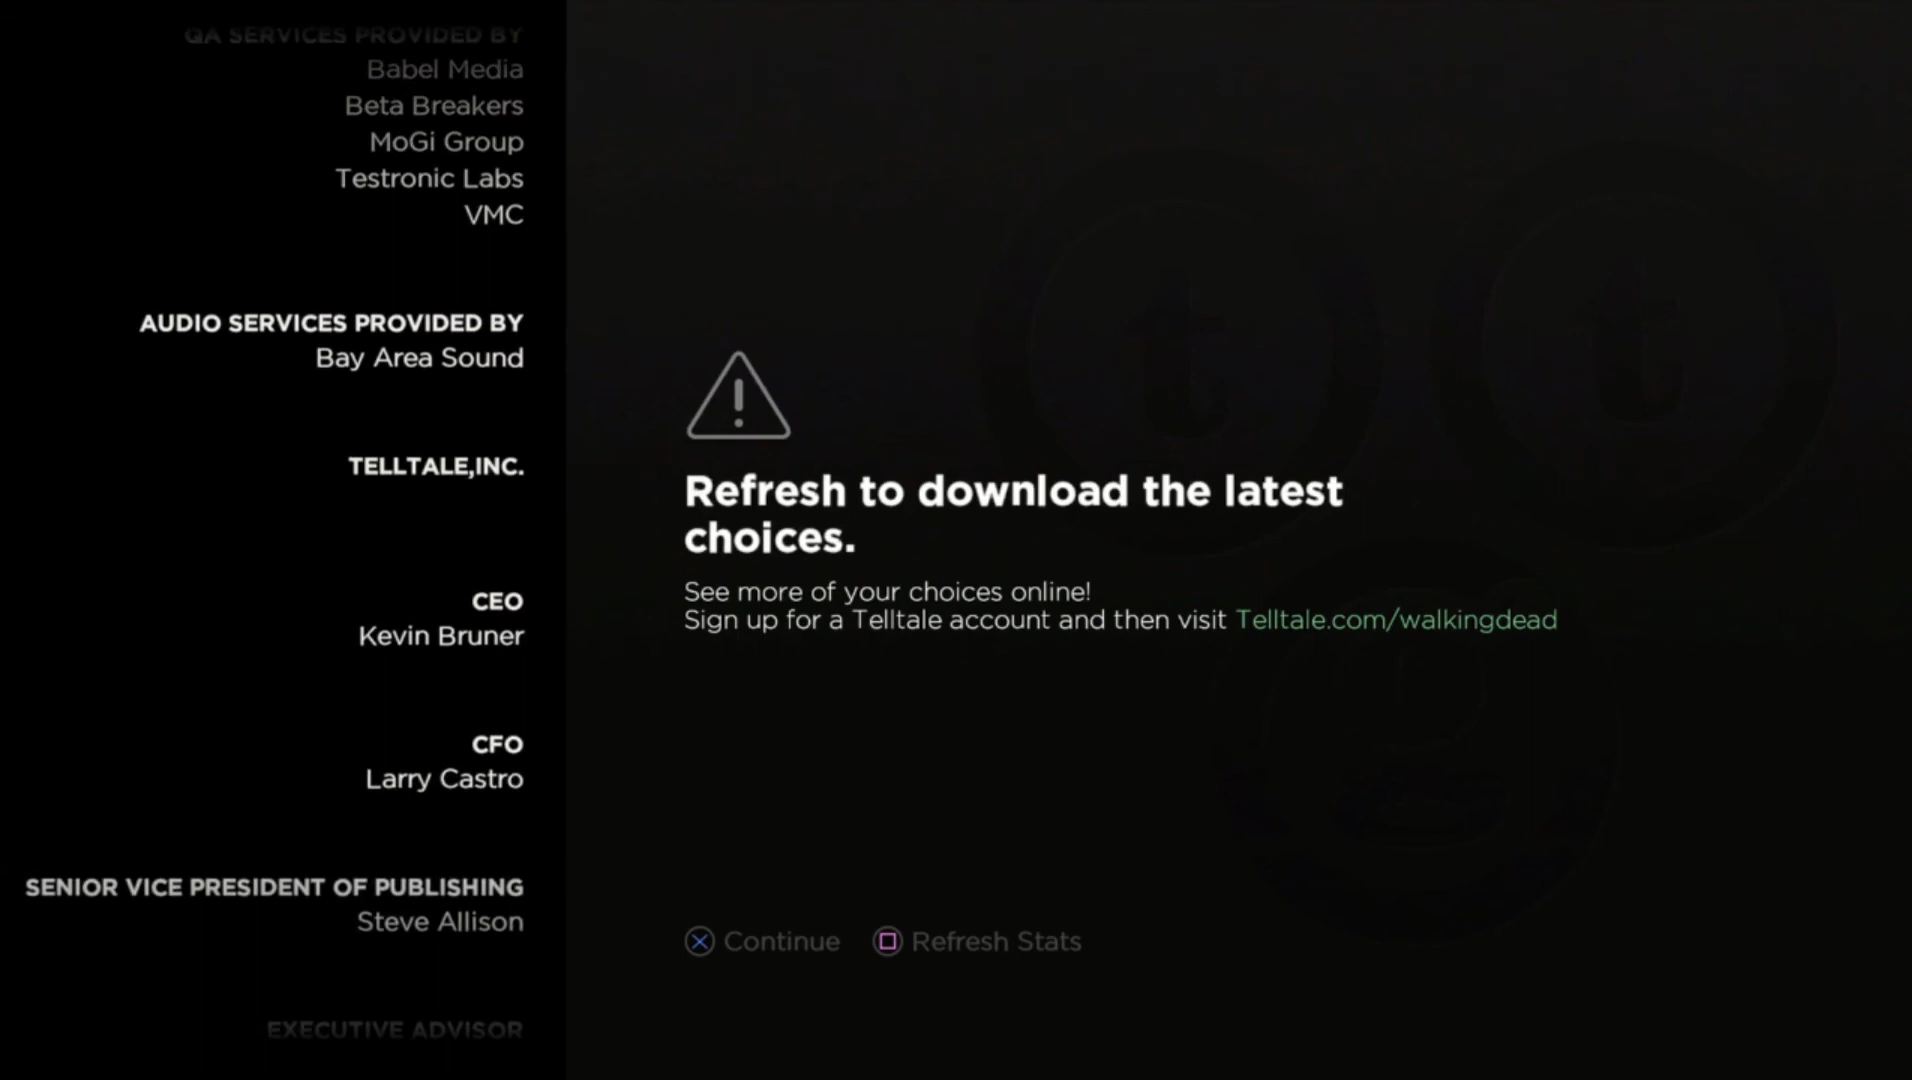 QA SERVICES PROVIDED BY
Babel Media
Beta Breakers
MoGi Group
Testronic Labs
VMC
AUDIO SERVICES PROVIDED BY
Bay Area Sound
TELLTALE,INC.
CEO
Kevin Bruner
CFO
Larry Castro
SENIOR VICE PRESIDENT OF PUBLISHING
Steve Allison
EXECUTIVE ADVISOR
Refresh to download the latest
choices.
See more of your choices online!
Sign up for a Telltale account and then visit Telltale.com/walkingdead
Continue Refresh Stats